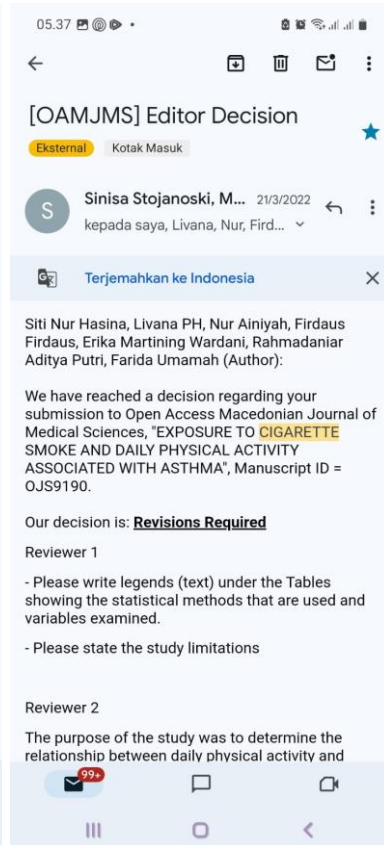 05.37
[OAMJMS] Editor Decision
Eksternal Kotak Masuk
S
Sinisa Stojanoski, M... 21/3/2022
kepada saya, Livana, Nur, Fird...
Terjemahkan ke Indonesia
Siti Nur Hasina, Livana PH, Nur Ainiyah, Firdaus
Firdaus, Erika Martining Wardani, Rahmadaniar
Aditya Putri, Farida Umamah (Author):
We have reached a decision regarding your
submission to Open Access Macedonian Journal of
Medical Sciences, "EXPOSURE TO CIGARETTE
SMOKE AND DAILY PHYSICAL ACTIVITY
ASSOCIATED WITH ASTHMA", Manuscript ID =
OJS9190.
Our decision is: Revisions Required
Reviewer 1
- Please write legends (text) under the Tables
showing the statistical methods that are used and
variables examined.
- Please state the study limitations
Reviewer 2
The purpose of the study was to determine the
relationship between daily physical activity and
99+